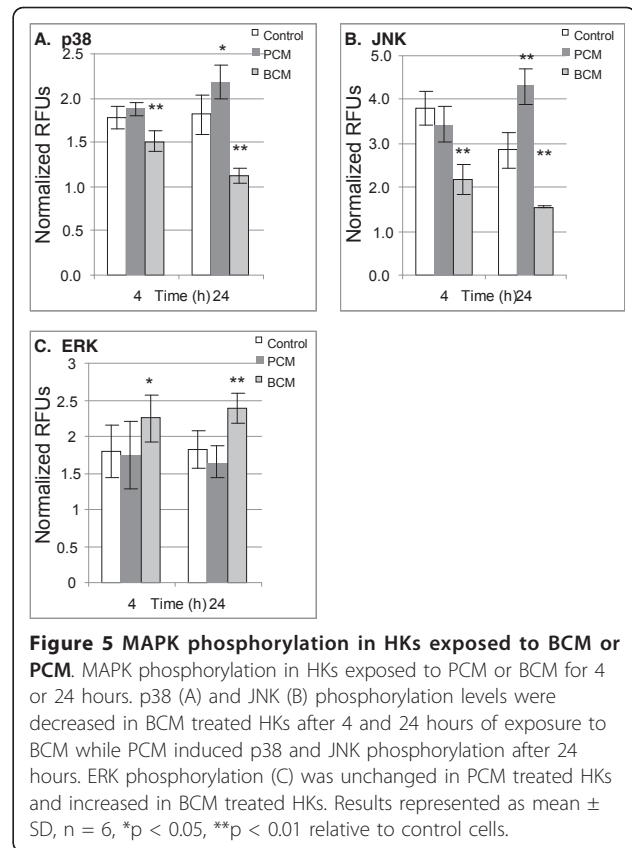 A. p38
Control
PCM
BCM
Normalized RFUs
2.5
2.0
1.5
1.0
0.5
0.0
**
*
**
4 Time (h) 24
B. JNK
Control
PCM
BCM
Normalized RFUs
5.0
4.0
3.0
2.0
1.0
0.0
**
**
**
4 Time (h) 24
C. ERK
Control
PCM
BCM
Normalized RFUs
3
2.5
2
1.5
1
0.5
0
*
**
4 Time (h) 24
Figure 5 MAPK phosphorylation in HKs exposed to BCM or
PCM. MAPK phosphorylation in HKs exposed to PCM or BCM for 4
or 24 hours. p38 (A) and JNK (B) phosphorylation levels were
decreased in BCM treated HKs after 4 and 24 hours of exposure to
BCM while PCM induced p38 and JNK phosphorylation after 24
hours. ERK phosphorylation (C) was unchanged in PCM treated HKs
and increased in BCM treated HKs. Results represented as mean ±
SD, n = 6, *p < 0.05, **p < 0.01 relative to control cells.